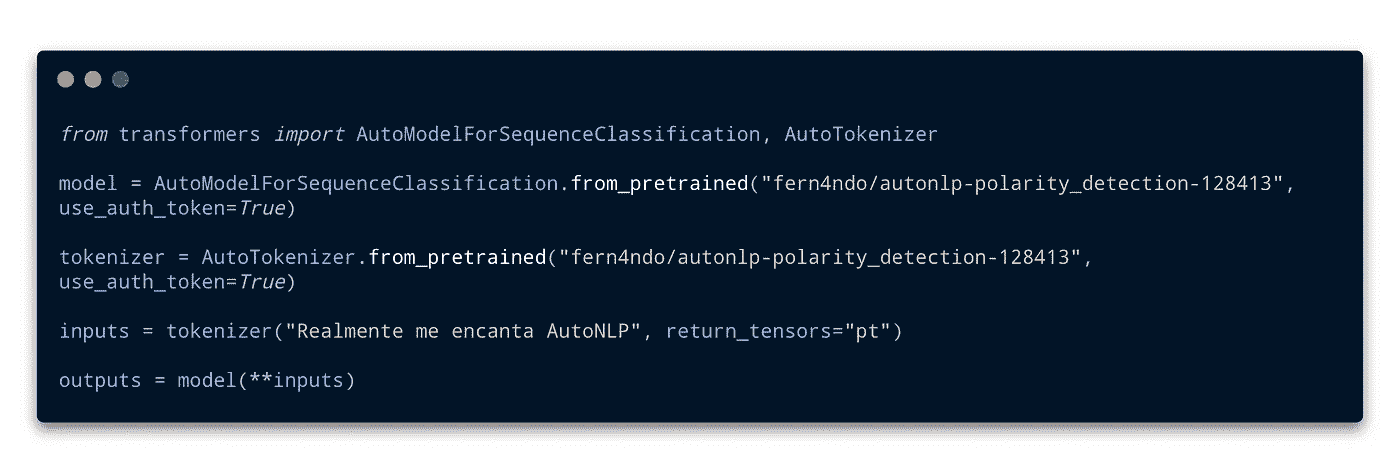 from transformers import AutoModelForSequenceClassification, AutoTokenizer
model = AutoModelForSequenceClassification.from_pretrained("fern4ndo/autonlp-polarity_detection-128413",
use_auth_token=True)
tokenizer = AutoTokenizer.from_pretrained("fern4ndo/autonlp-polarity_detection-128413",
use_auth_token=True)
inputs = tokenizer("Realmente me encanta AutoNLP", return_tensors="pt")
outputs = model(**inputs)